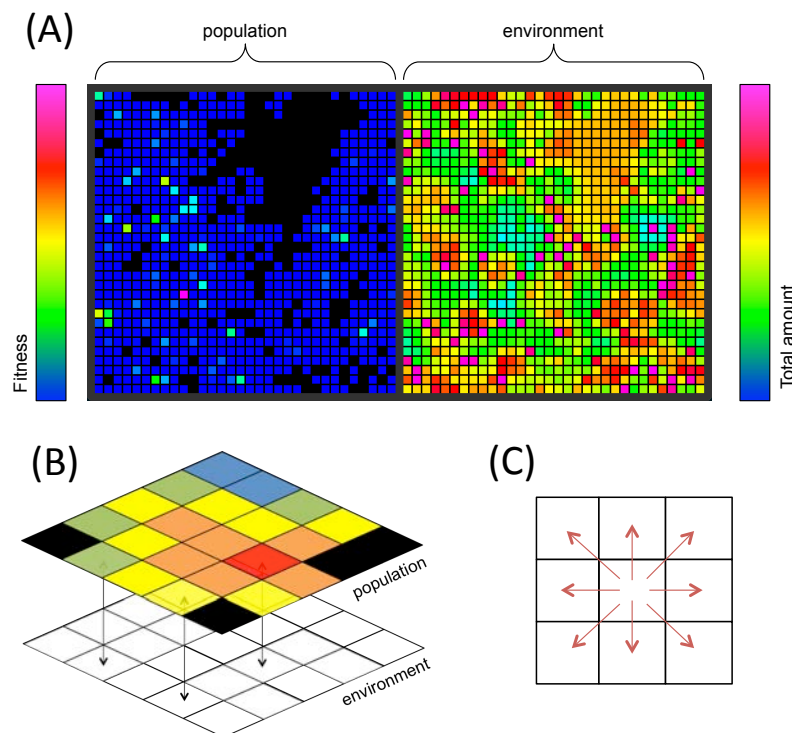 (A)
population
environment
Fitness
Total amount
(B)
population
environment
(C)